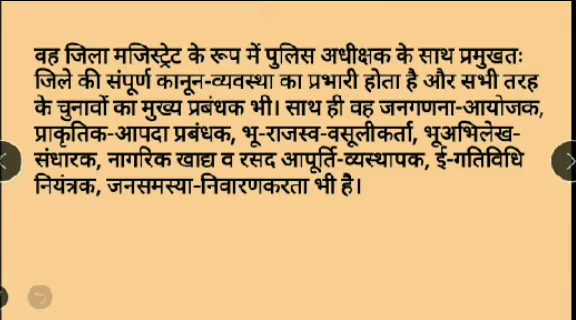 वह जिला मजिस्ट्रेट के रूप में पुलिस अधीक्षक के साथ प्रमुखतः
जिले की संपूर्ण कानून-व्यवस्था का प्रभारी होता है और सभी तरह
के चुनावों का मुख्य प्रबंधक भी। साथ ही वह जनगणना-आयोजक,
प्राकृतिक-आपदा प्रबंधक, भू-राजस्व-वसूलीकर्ता, भूअभिलेख-
संधारक, नागरिक खाद्य व रसद आपूर्ति-व्यस्थापक, ई-गतिविधि
नियंत्रक, जनसमस्या-निवारणकरता भी है।